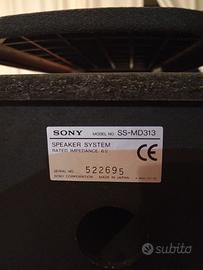 SONY MODEL NO. SS-MD313
SPEAKER SYSTEM
RATED IMPEDANCE 6Ω
SERIAL NO. 522695
SONY CORPORATION MADE IN JAPAN
CE
subito